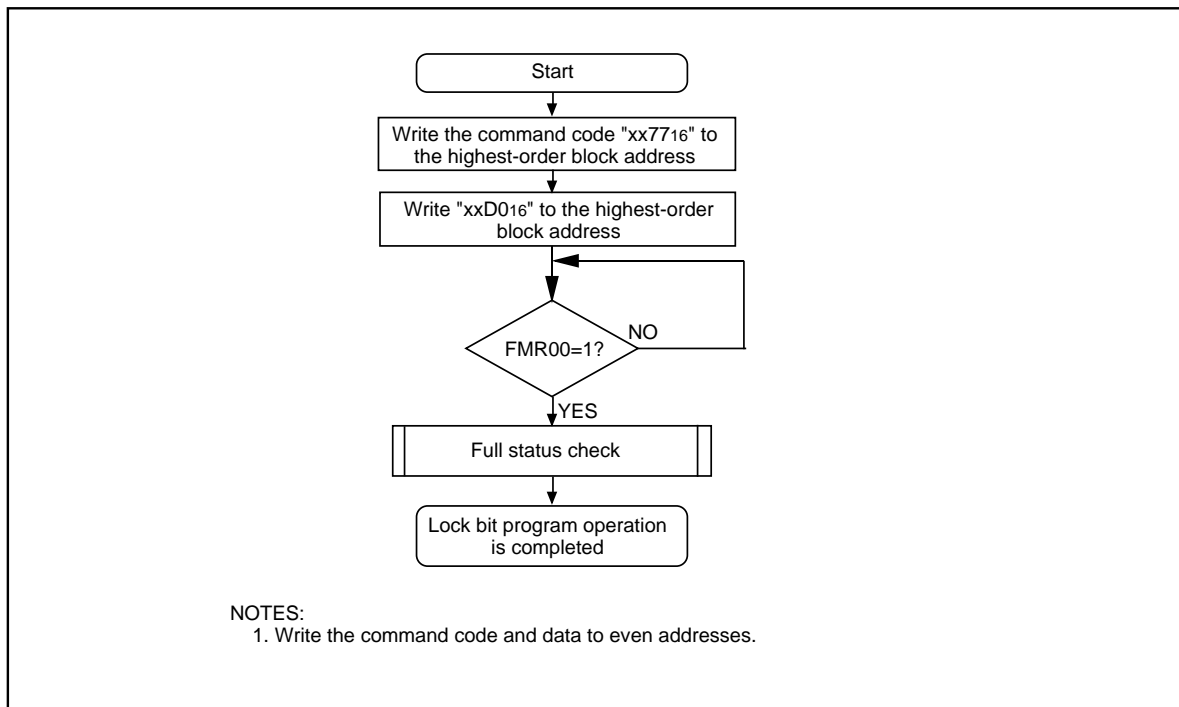 Start
Write the command code "xx7716" to
the highest-order block address
Write "xxD016" to the highest-order
block address
FMR00=1?
NO
YES
Full status check
Lock bit program operation
is completed
NOTES:
1. Write the command code and data to even addresses.